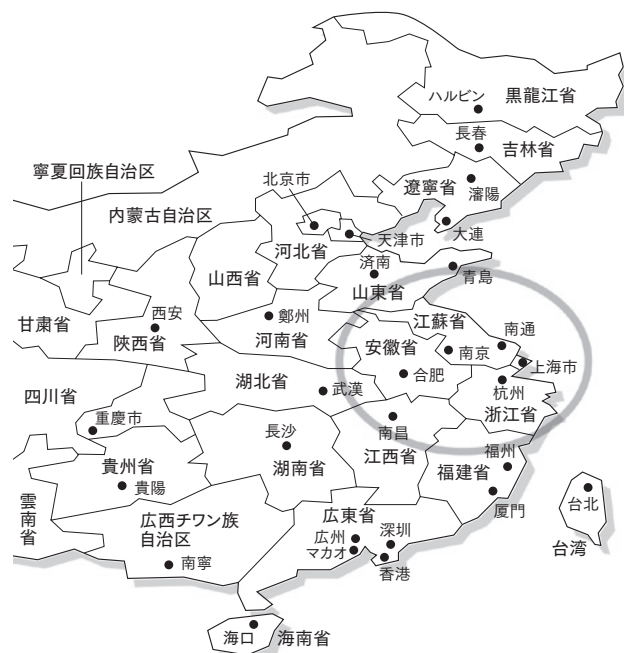 ハルビン
黒龍江省
長春
吉林省
寧夏回族自治区
北京市
遼寧省
瀋陽
内蒙古自治区
大連
天津市
河北省
山西省
済南
山東省
青島
甘粛省
西安
陝西省
鄭州
河南省
江蘇省
南通
安徽省
南京
上海市
合肥
四川省
湖北省
武漢
杭州
浙江省
重慶市
南昌
長沙
湖南省
江西省
福州
福建省
貴州省
貴陽
厦門
台北
台湾
雲南省
広西チワン族
自治区
広東省
広州
深圳
マカオ
香港
南寧
海口
海南省